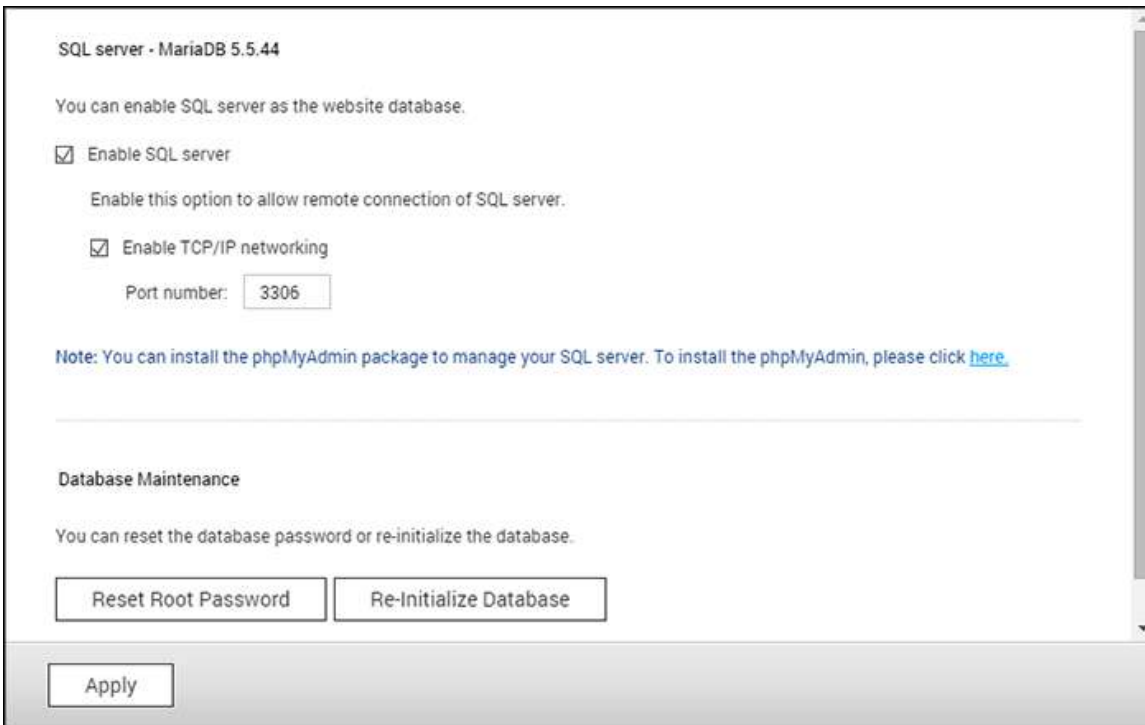 SQL server - MariaDB 5.5.44
You can enable SQL server as the website database.
Enable SQL server
Enable this option to allow remote connection of SQL server.
Enable TCP/IP networking
Port number: 3306
Note: You can install the phpMyAdmin package to manage your SQL server. To install the phpMyAdmin, please click here.
Database Maintenance
You can reset the database password or re-initialize the database.
Reset Root Password Re-Initialize Database
Apply